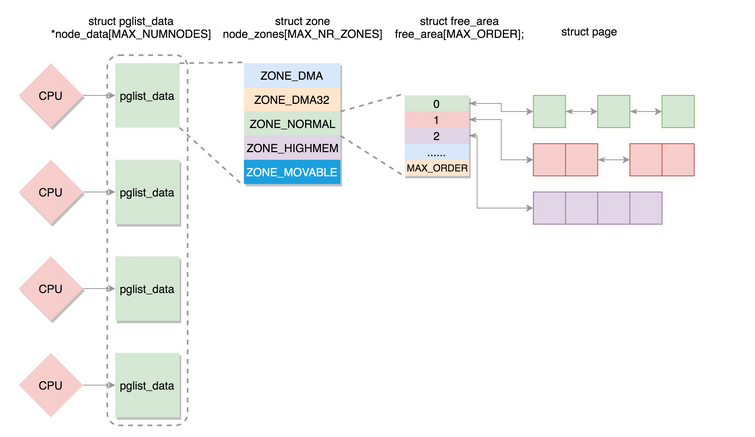 struct pglist_data
*node_data[MAX_NUMNODES]
struct zone
node_zones[MAX_NR_ZONES]
struct free_area
free_area[MAX_ORDER];
struct page
CPU
pglist_data
CPU
pglist_data
CPU
pglist_data
CPU
pglist_data
ZONE_DMA
ZONE_DMA32
ZONE_NORMAL
ZONE_HIGHMEM
ZONE_MOVABLE
0
1
2
......
MAX_ORDER